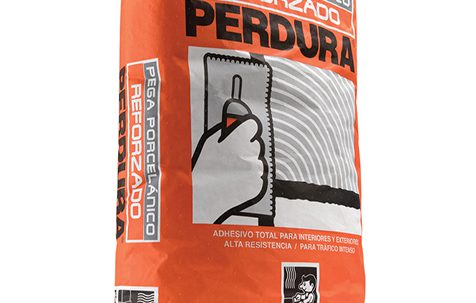 REFORZADO
PERDURA
ADHESIVO TOTAL PARA INTERIORES Y EXTERIORES
ALTA RESISTENCIA / PARA TRÁFICO INTENSO
PEGA PORCELÁNICO
REFORZADO
PERDURA